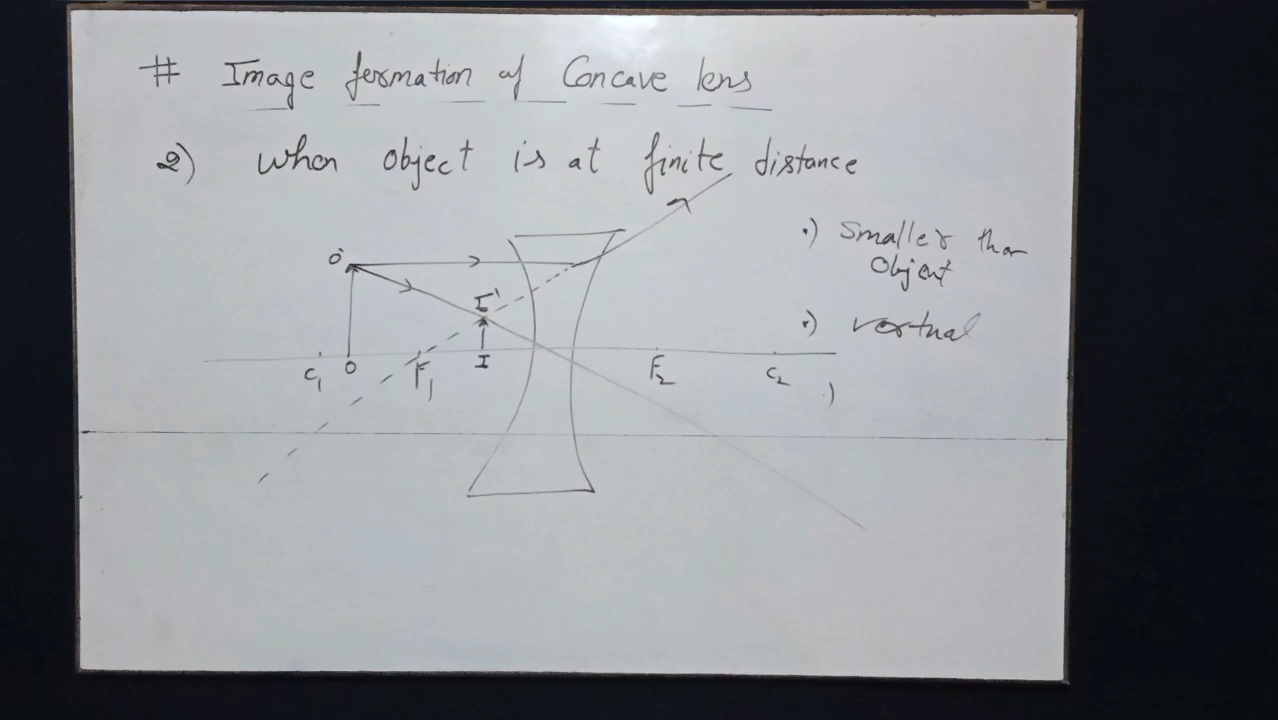 # Image formation of Concave lens
2) when object is at finite distance
.) Smaller than
Object
.) vertual
O'
I'
C₁ O F₁ I F₂ C₂ .)